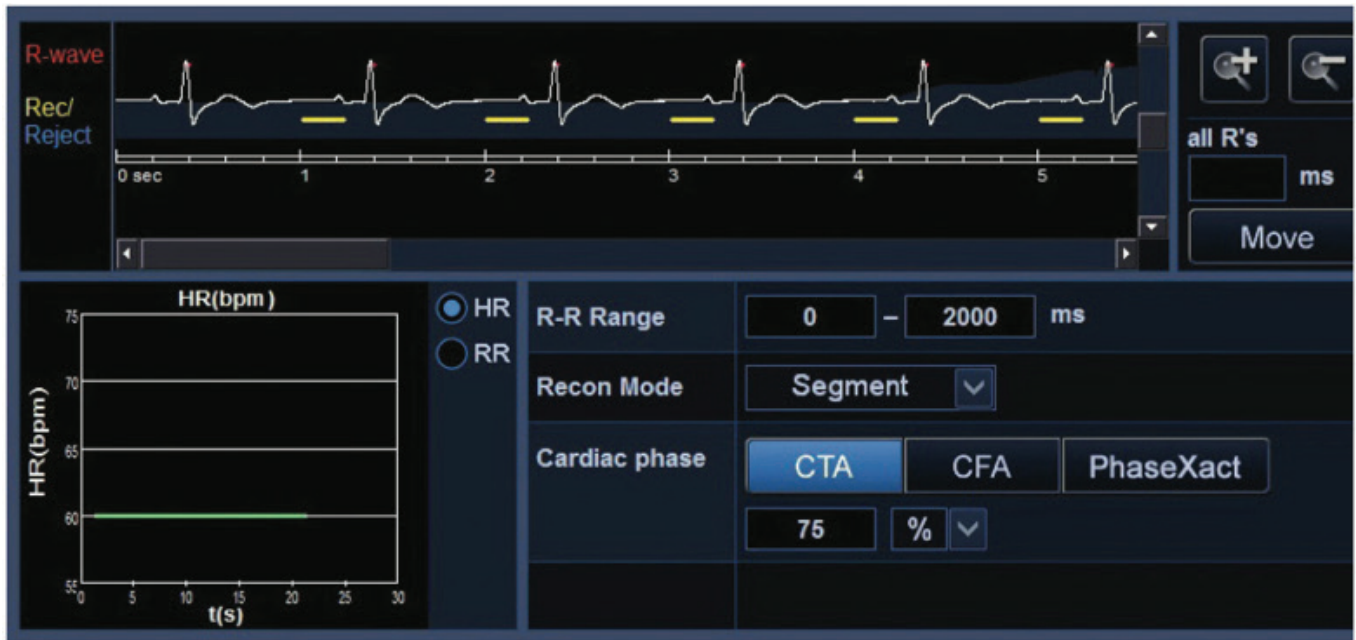 R-wave
Rec/
Reject
0 sec 1 2 3 4 5
all R's
ms
Move
HR(bpm)
75
70
65
60
55
HR(bpm)
0 5 10 15 20 25 30
t(s)
HR
RR
R-R Range 0 – 2000 ms
Recon Mode Segment
Cardiac phase CTA CFA PhaseXact
75 %